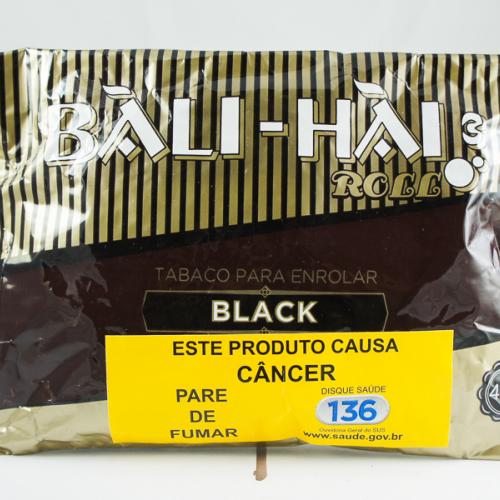 BÀLI-HÀI
ROLL
TABACO PARA ENROLAR
BLACK
ESTE PRODUTO CAUSA
CÂNCER
PARE
DE
FUMAR
DISQUE SAÚDE
136
Ouvidoria Geral do SUS
www.saude.gov.br